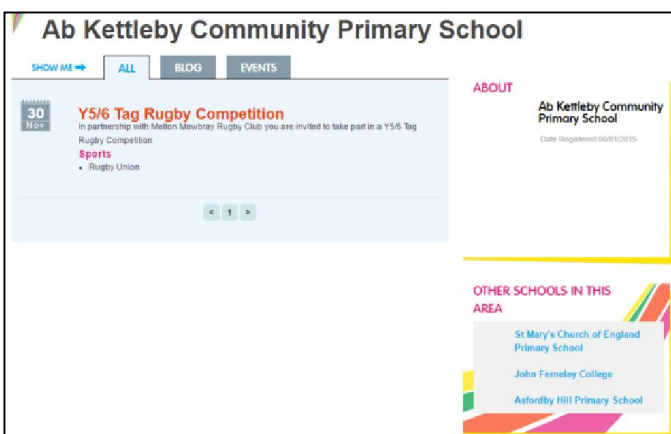 Ab Kettleby Community Primary School
SHOW ME
ALL
BLOG
EVENTS
30
Nov
Y5/6 Tag Rugby Competition
In partnership with Melton Mowbray Rugby Club you are invited to take part in a Y5/6 Tag
Rugby Competition
Sports
• Rugby Union
< 1 >
ABOUT
Ab Kettleby Community
Primary School
Date Registered:06/01/2015
OTHER SCHOOLS IN THIS
AREA
St Mary's Church of England
Primary School
John Ferneley College
Asfordby Hill Primary School